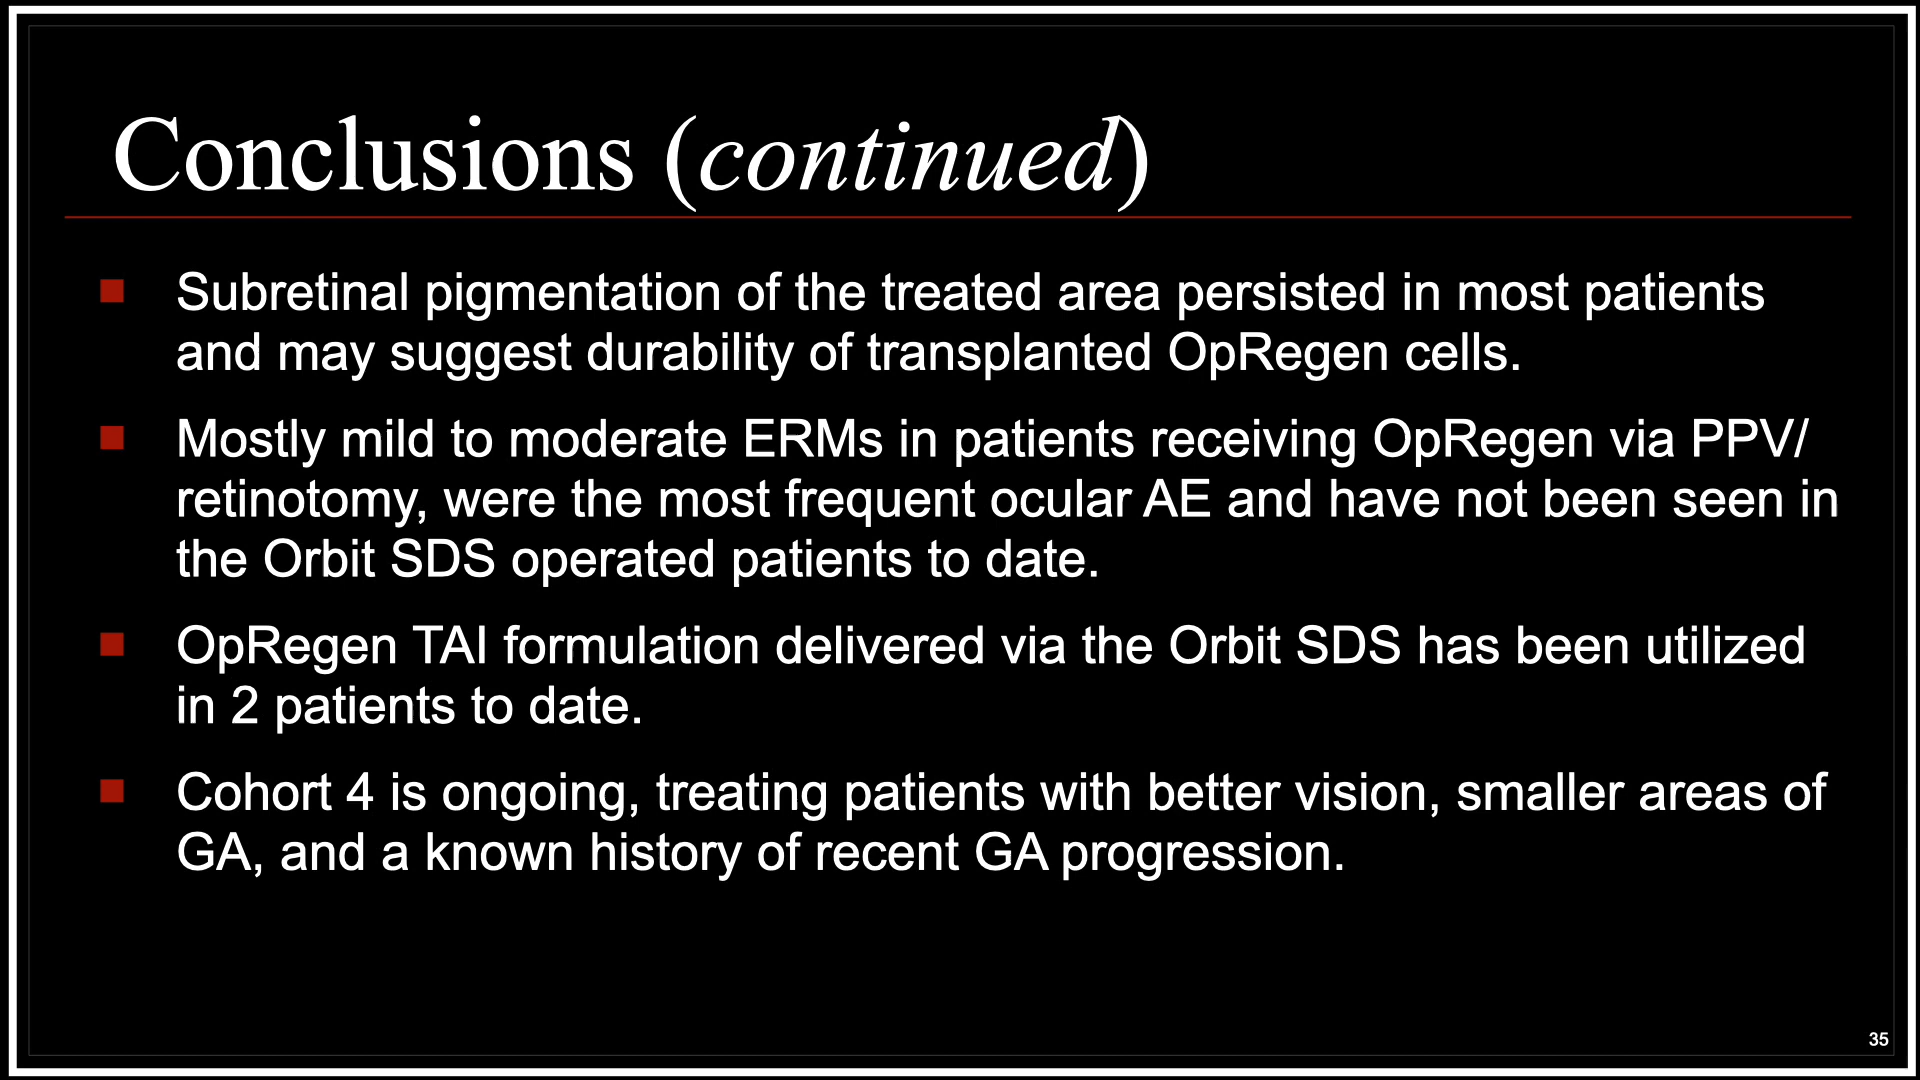 Conclusions (continued)
Subretinal pigmentation of the treated area persisted in most patients
and may suggest durability of transplanted OpRegen cells.
Mostly mild to moderate ERMs in patients receiving OpRegen via PPV/
retinotomy, were the most frequent ocular AE and have not been seen in
the Orbit SDS operated patients to date.
OpRegen TAI formulation delivered via the Orbit SDS has been utilized
in 2 patients to date.
Cohort 4 is ongoing, treating patients with better vision, smaller areas of
GA, and a known history of recent GA progression.
35